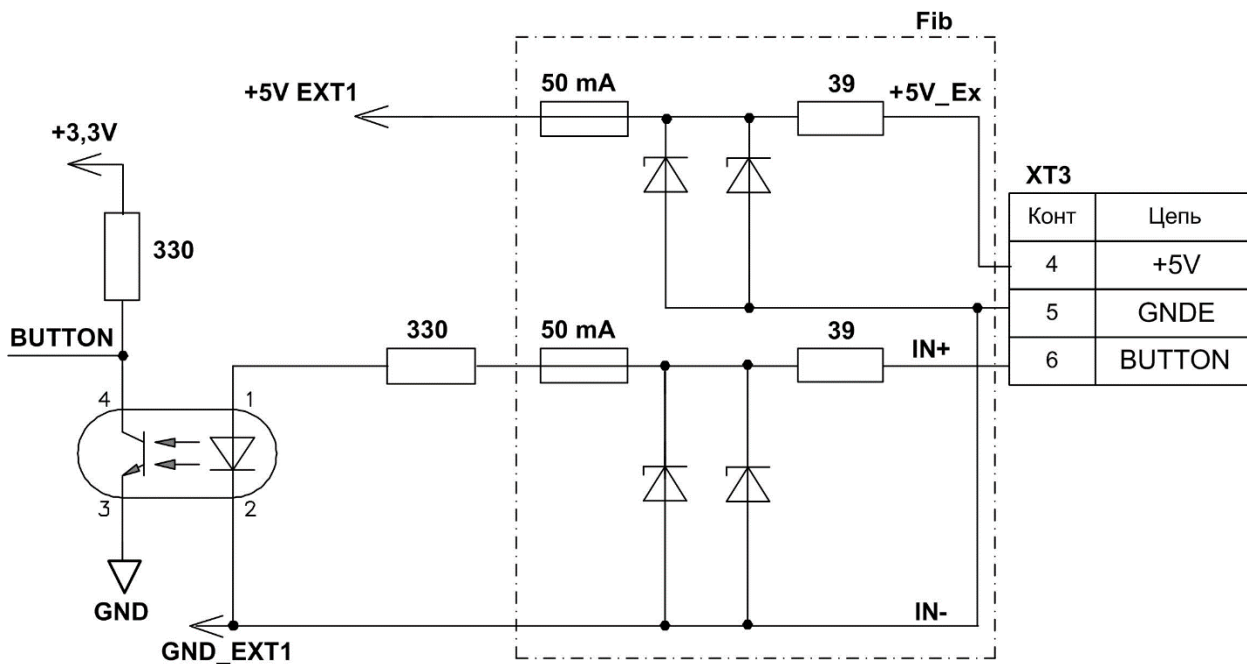 Fib
+5V EXT1
50 mA
39
+5V_Ex
+3,3V
330
XT3
Конт Цепь
4 +5V
5 GNDE
6 BUTTON
BUTTON
330
50 mA
39
IN+
4 1
3 2
GND
GND_EXT1
IN-